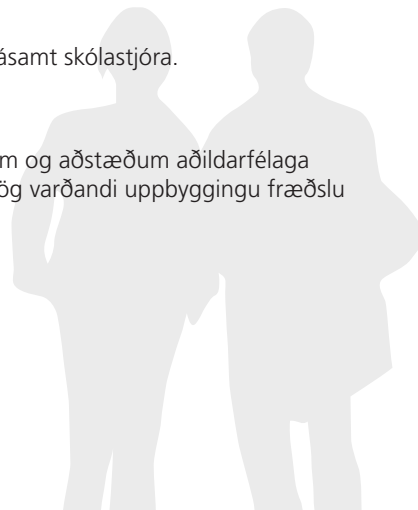 ásamt skólastjóra.
m og aðstæðum aðildarfélaga
ög varðandi uppbyggingu fræðslu